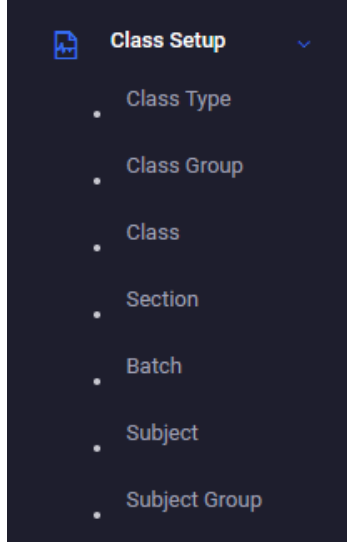 Class Setup
Class Type
Class Group
Class
Section
Batch
Subject
Subject Group